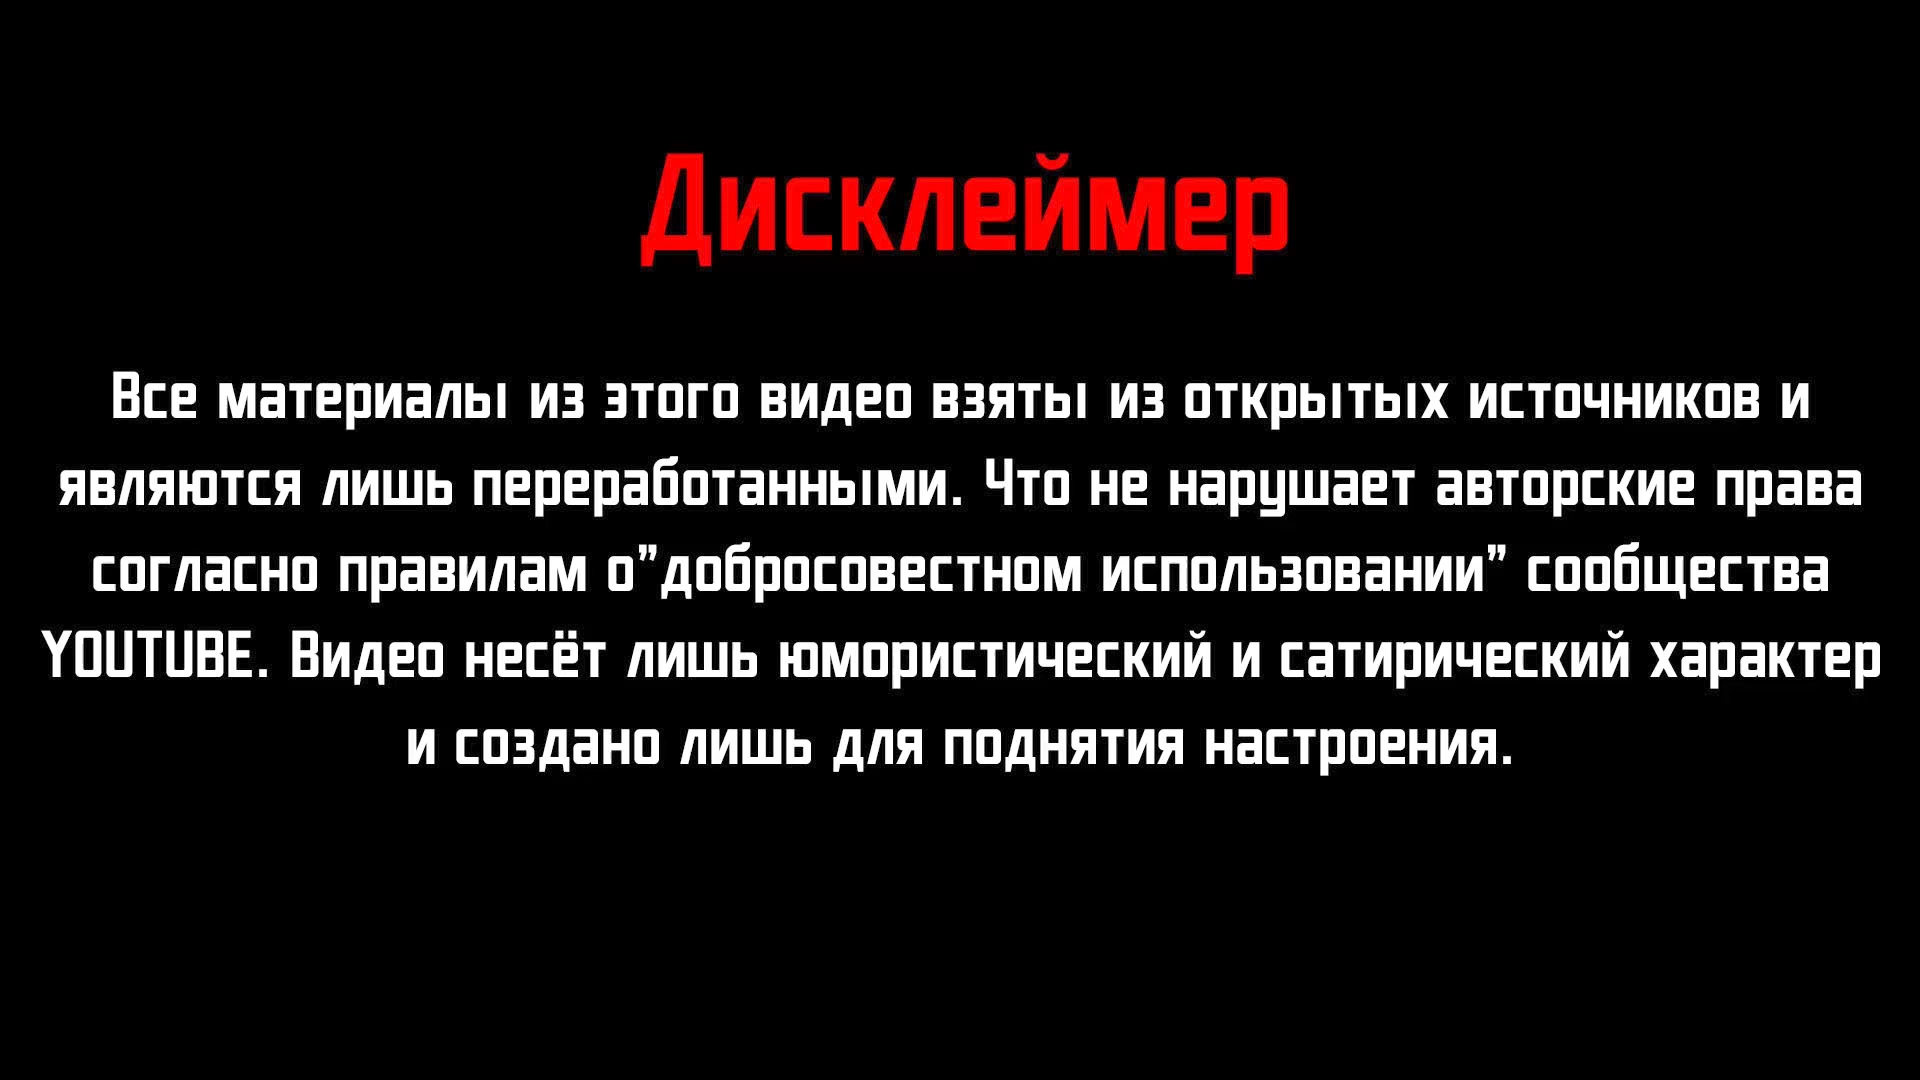 Дисклеймер
Все материалы из этого видео взяты из открытых источников и
являются лишь переработанными. Что не нарушает авторские права
согласно правилам о"добросовестном использовании" сообщества
YOUTUBE. Видео несёт лишь юмористический и сатирический характер
и создано лишь для поднятия настроения.